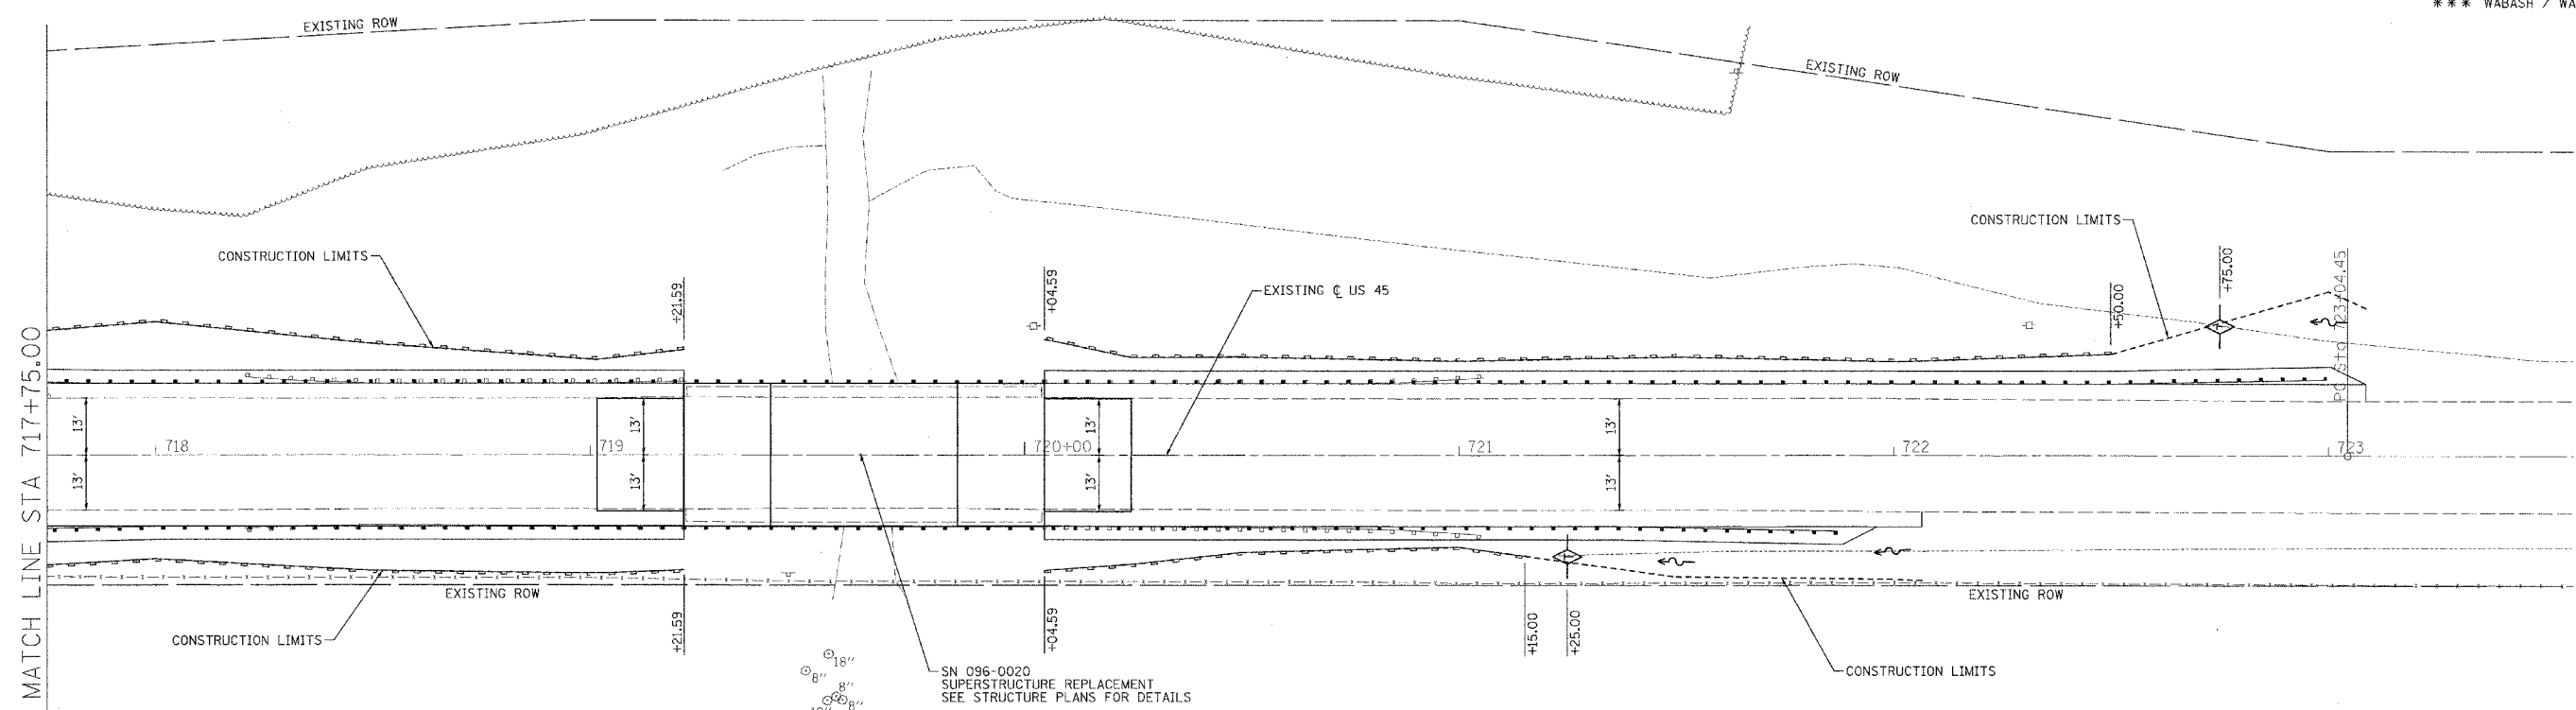 *** WABASH / WA
EXISTING ROW
EXISTING ROW
CONSTRUCTION LIMITS
CONSTRUCTION LIMITS
+21.59
+04.59
EXISTING ℄ US 45
+50.00
+75.00
PC Sta 723+04.45
MATCH LINE STA 717+75.00
13'
13'
13'
13'
13'
13'
13'
13'
718
719
720+00
721
722
723
EXISTING ROW
EXISTING ROW
CONSTRUCTION LIMITS
+21.59
+04.59
+15.00
+25.00
CONSTRUCTION LIMITS
SN 096-0020
SUPERSTRUCTURE REPLACEMENT
SEE STRUCTURE PLANS FOR DETAILS
18"
8"
8"
8"